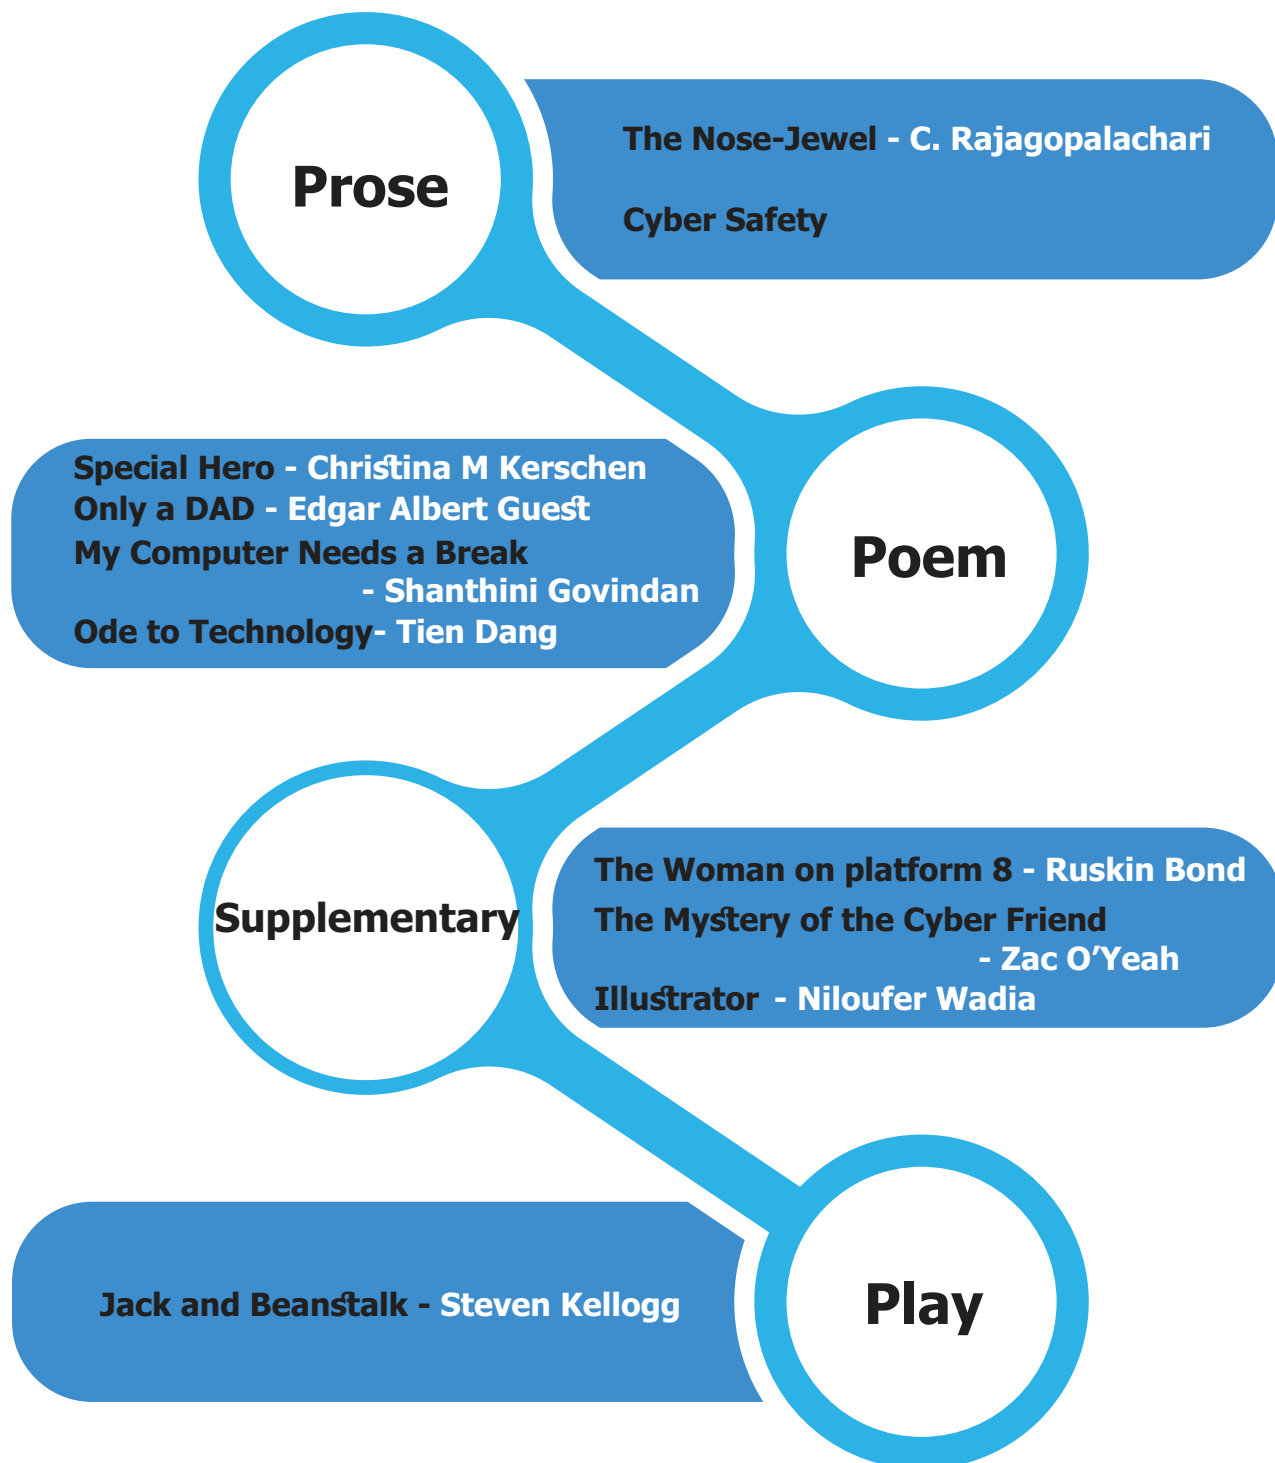 Prose
The Nose-Jewel - C. Rajagopalachari
Cyber Safety
Special Hero - Christina M Kerschen
Only a DAD - Edgar Albert Guest
My Computer Needs a Break
- Shanthini Govindan
Ode to Technology- Tien Dang
Poem
Supplementary
The Woman on platform 8 - Ruskin Bond
The Mystery of the Cyber Friend
- Zac O’Yeah
Illustrator - Niloufer Wadia
Jack and Beanstalk - Steven Kellogg
Play